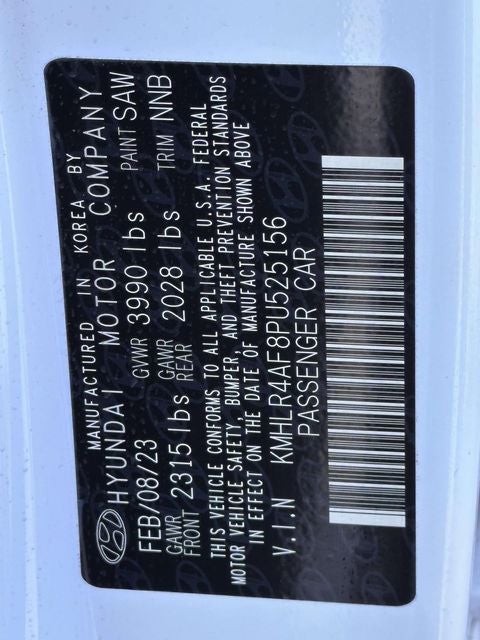 MANUFACTURED IN KOREA BY
HYUNDAI MOTOR COMPANY
FEB/08/23 GVWR 3990 lbs PAINT SAW
GAWR FRONT 2315 lbs GAWR REAR 2028 lbs TRIM NNB
THIS VEHICLE CONFORMS TO ALL APPLICABLE U.S.A. FEDERAL
MOTOR VEHICLE SAFETY, BUMPER, AND THEFT PREVENTION STANDARDS
IN EFFECT ON THE DATE OF MANUFACTURE SHOWN ABOVE
V.I.N KMHLR4AF8PU525156
PASSENGER CAR